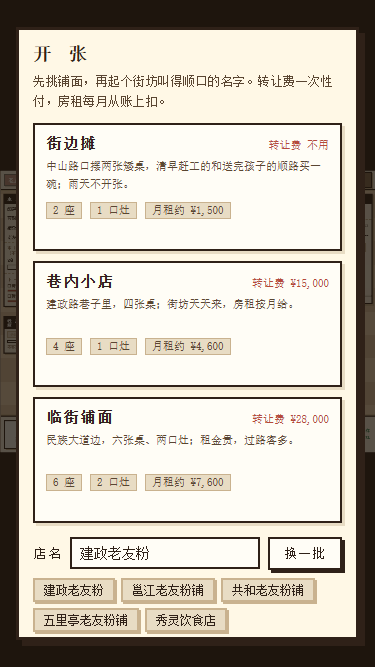 开 张
先挑铺面，再起个街坊叫得顺口的名字。转让费一次性
付，房租每月从账上扣。
街边摊 转让费 不用
中山路口摆两张矮桌，清早赶工的和送完孩子的顺路买一
碗；雨天不开张。
2 座 1 口灶 月租约 ¥1,500
巷内小店 转让费 ¥15,000
建政路巷子里，四张桌；街坊天天来，房租按月给。
4 座 1 口灶 月租约 ¥4,600
临街铺面 转让费 ¥28,000
民族大道边，六张桌、两口灶；租金贵，过路客多。
6 座 2 口灶 月租约 ¥7,600
店名 建政老友粉 换一批
建政老友粉 邕江老友粉铺 共和老友粉铺
五里亭老友粉铺 秀灵饮食店